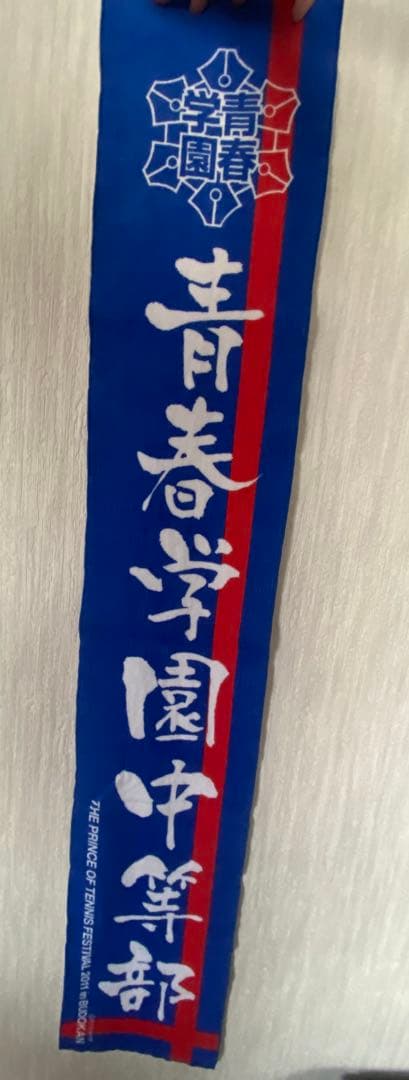 青春
学園
青春学園中等部
THE PRINCE OF TENNIS FESTIVAL 2011 in BUDOKAN